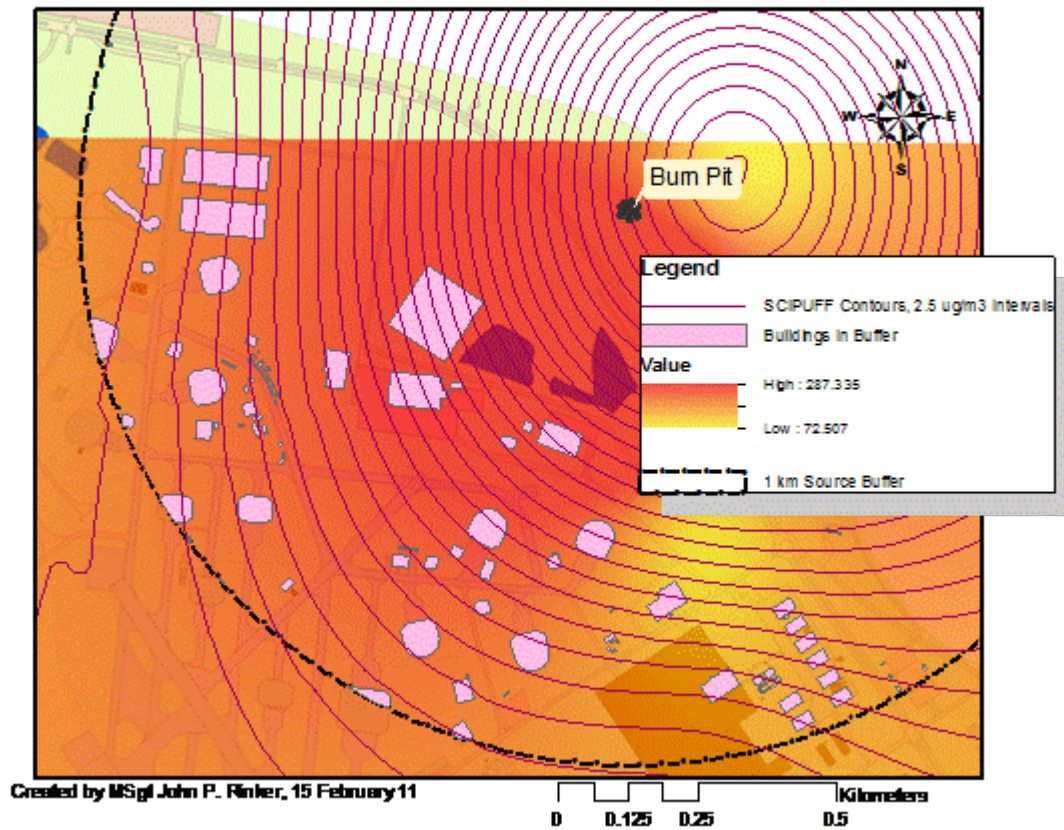 N
W E
S
Burn Pit
Legend
SCIPUFF Contours, 2.5 ug/m3 Intervals
Buildings in Buffer
Value
High : 287.335
Low : 72.507
1 km Source Buffer
Created by MSgt John P. Rinker, 15 February 11
Kilometers
0 0.125 0.25 0.5